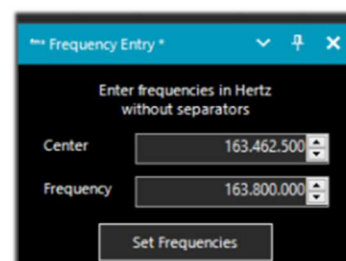 Frequency Entry *
Enter frequencies in Hertz
without separators
Center 163.462.500
Frequency 163.800.000
Set Frequencies